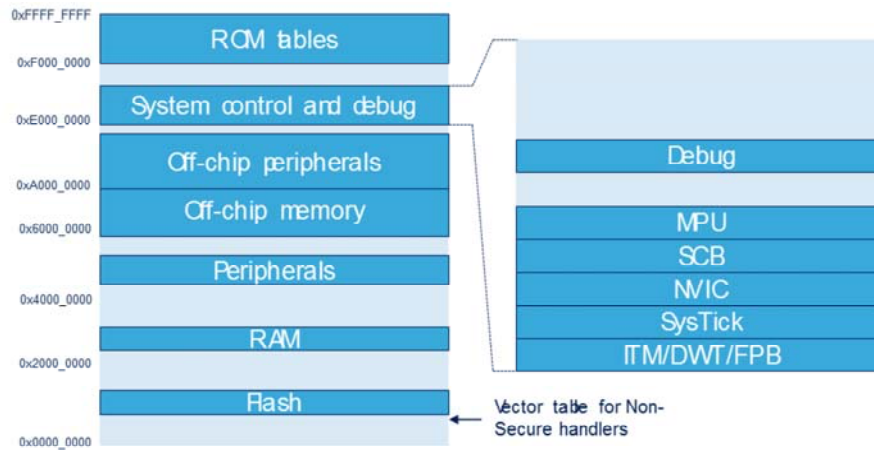 0xFFFF_FFFF
ROM tables
0xF000_0000
System control and debug
0xE000_0000
Off-chip peripherals
0xA000_0000
Off-chip memory
0x6000_0000
Peripherals
0x4000_0000
RAM
0x2000_0000
Flash
0x0000_0000
Debug
MPU
SCB
NVIC
SysTick
ITM/DWT/FPB
Vector table for Non-
Secure handlers